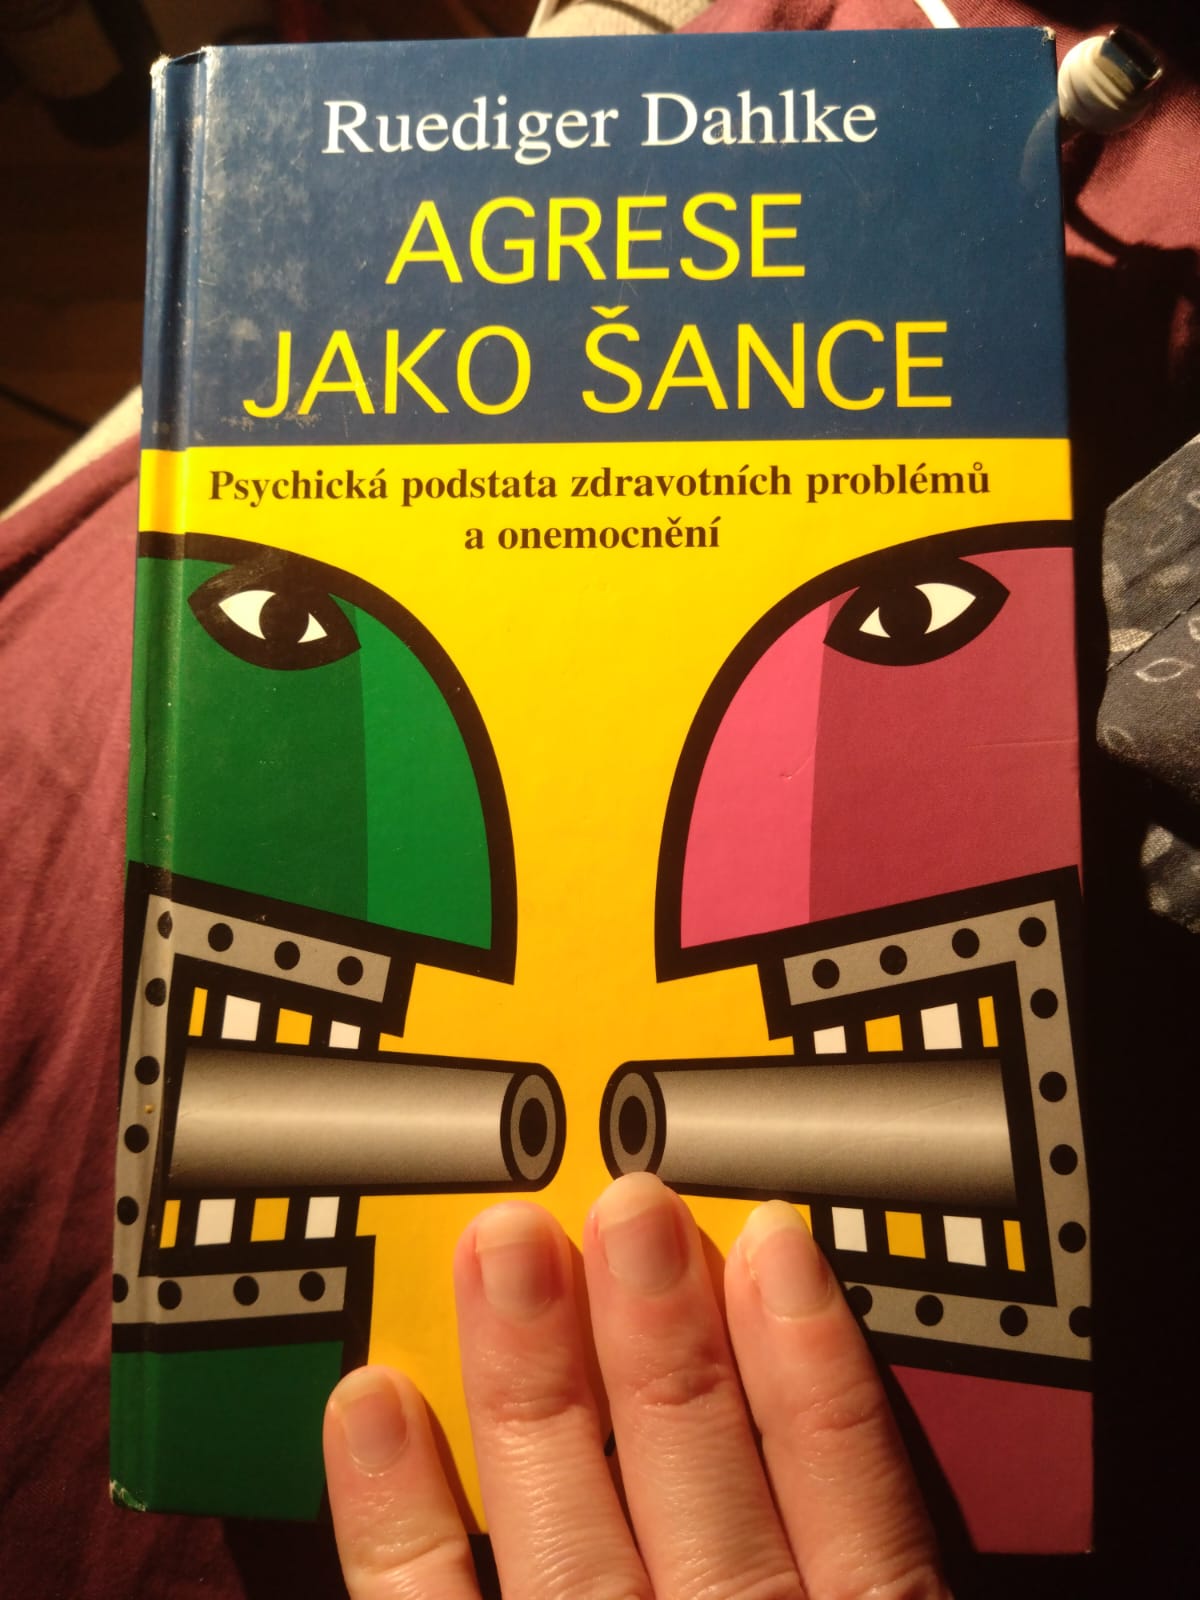 Ruediger Dahlke
AGRESE
JAKO ŠANCE
Psychická podstata zdravotních problémů
a onemocnění